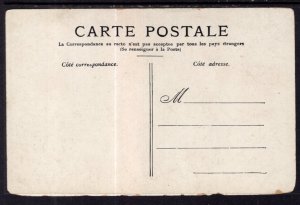 CARTE POSTALE
La Correspondance au recto n'est pas acceptée par tous les pays étrangers
(Se renseigner à la Poste)
Côté correspondance.
Côté adresse.
M